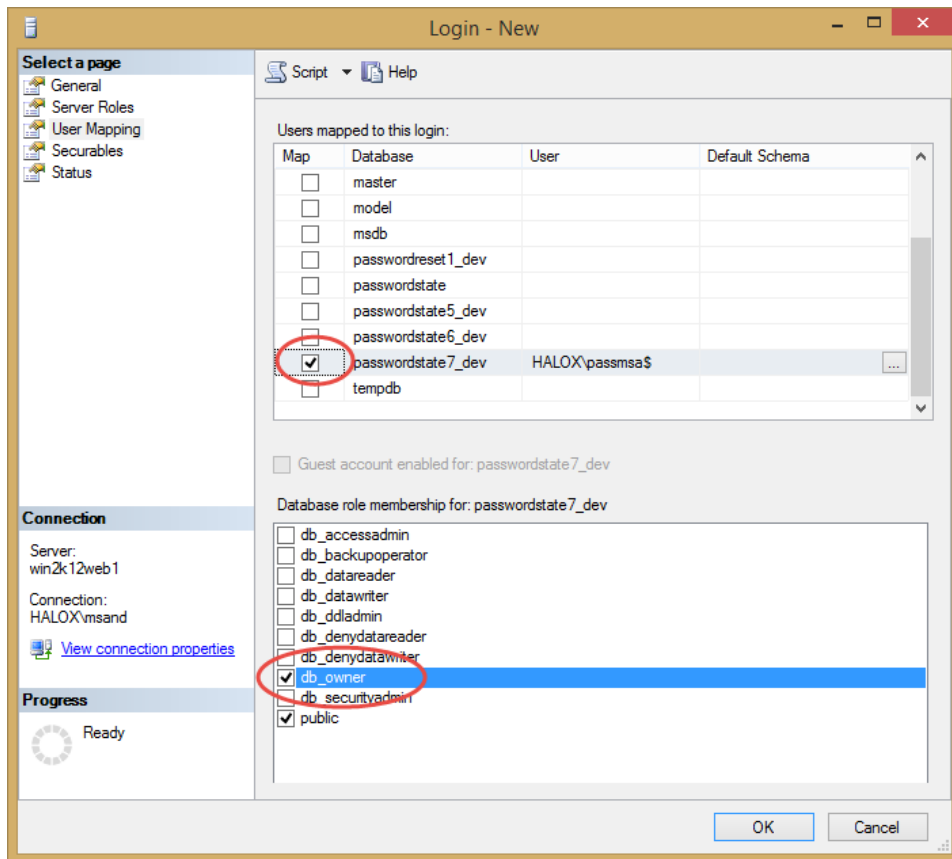 Login - New
Select a page
General
Server Roles
User Mapping
Securables
Status
Script Help
Users mapped to this login:
Map Database User Default Schema
master
model
msdb
passwordreset1_dev
passwordstate
passwordstate5_dev
passwordstate6_dev
passwordstate7_dev HALOX\passmsa$ ...
tempdb
Guest account enabled for: passwordstate7_dev
Database role membership for: passwordstate7_dev
db_accessadmin
db_backupoperator
db_datareader
db_datawriter
db_ddladmin
db_denydatareader
db_denydatawriter
db_owner
db_securityadmin
public
Connection
Server:
win2k12web1
Connection:
HALOX\msand
View connection properties
Progress
Ready
OK Cancel